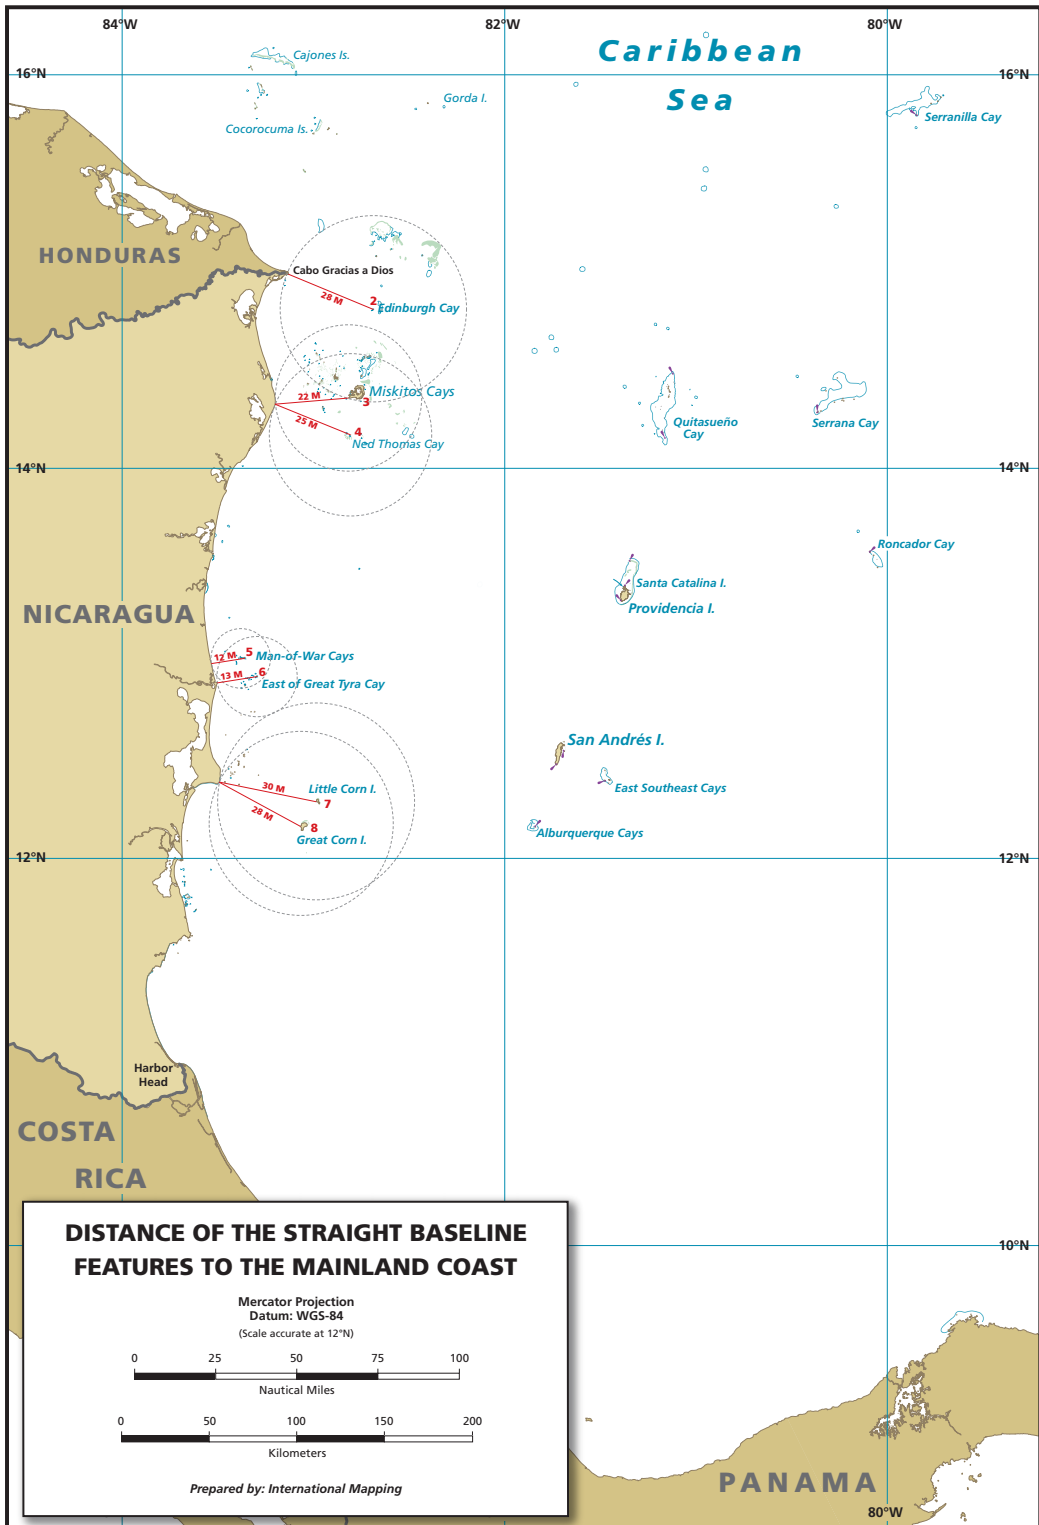 84°W
82°W
80°W
Caribbean
Sea
Cajones Is.
16°N
16°N
Gorda I.
Serranilla Cay
Cocorocuma Is.
HONDURAS
Cabo Gracias a Dios
28 M
2
Edinburgh Cay
22 M
Miskitos Cays
3
25 M
4
Ned Thomas Cay
Quitasueño
Cay
Serrana Cay
14°N
14°N
Roncador Cay
Santa Catalina I.
Providencia I.
NICARAGUA
12 M
5
Man-of-War Cays
13 M
6
East of Great Tyra Cay
San Andrés I.
30 M
Little Corn I.
7
East Southeast Cays
28 M
8
Great Corn I.
Alburquerque Cays
12°N
12°N
Harbor
Head
COSTA
RICA
10°N
DISTANCE OF THE STRAIGHT BASELINE
FEATURES TO THE MAINLAND COAST
Mercator Projection
Datum: WGS-84
(Scale accurate at 12°N)
0 25 50 75 100
Nautical Miles
0 50 100 150 200
Kilometers
Prepared by: International Mapping
PANAMA
80°W